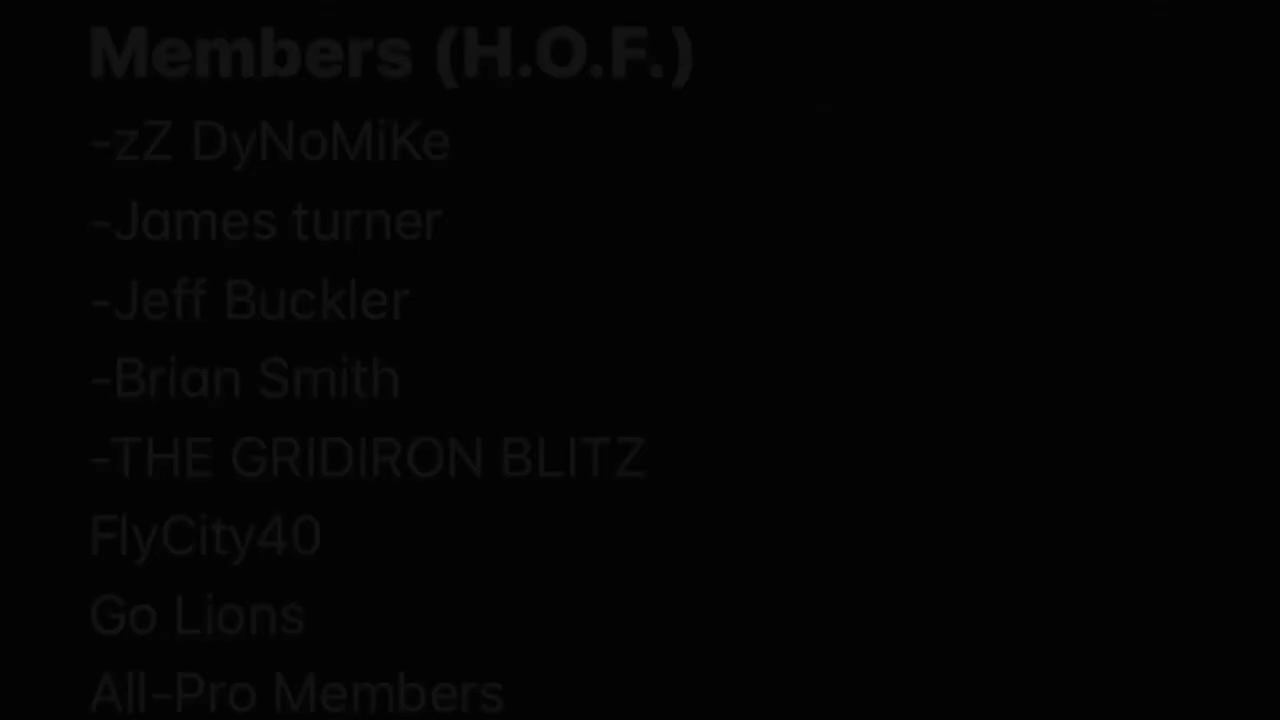 Members (H.O.F.)
-zZ DyNoMiKe
-James turner
-Jeff Buckler
-Brian Smith
-THE GRIDIRON BLITZ
FlyCity40
Go Lions
All-Pro Members